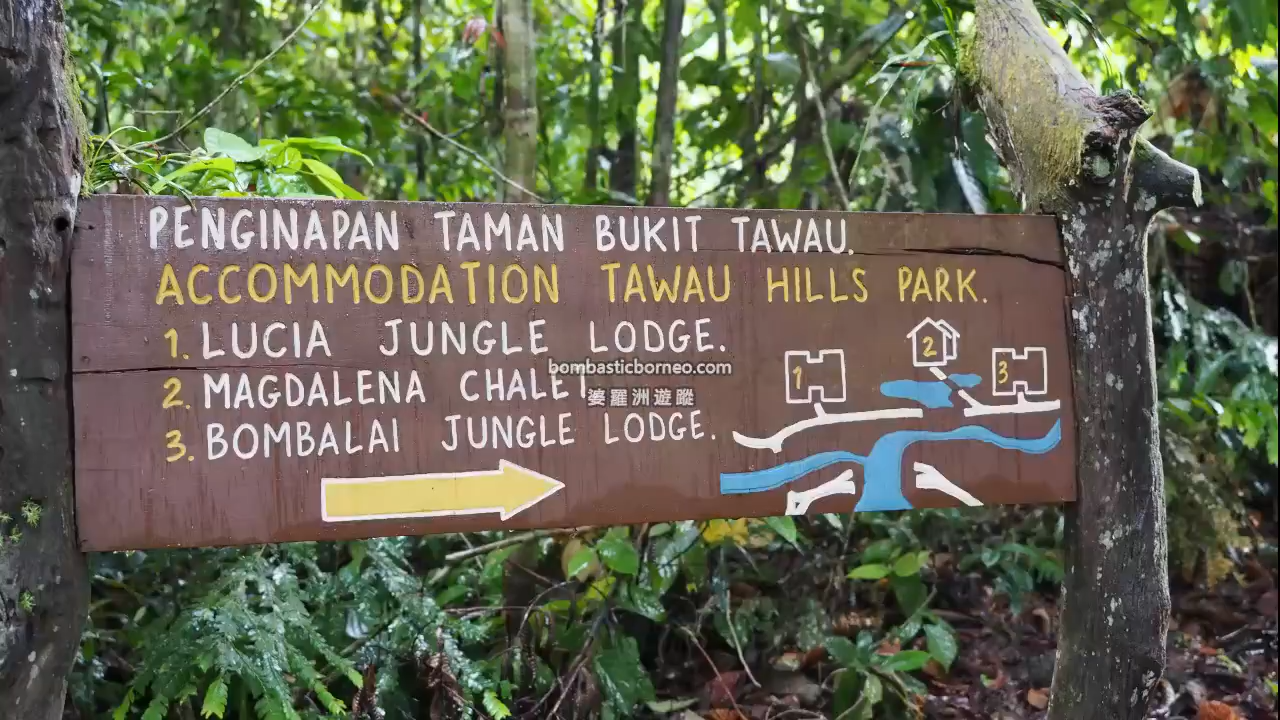 PENGINAPAN TAMAN BUKIT TAWAU.
ACCOMMODATION TAWAU HILLS PARK.
1. LUCIA JUNGLE LODGE.
2. MAGDALENA CHALET
3. BOMBALAI JUNGLE LODGE.
1
2
3
bombasticborneo.com
婆羅洲遊蹤